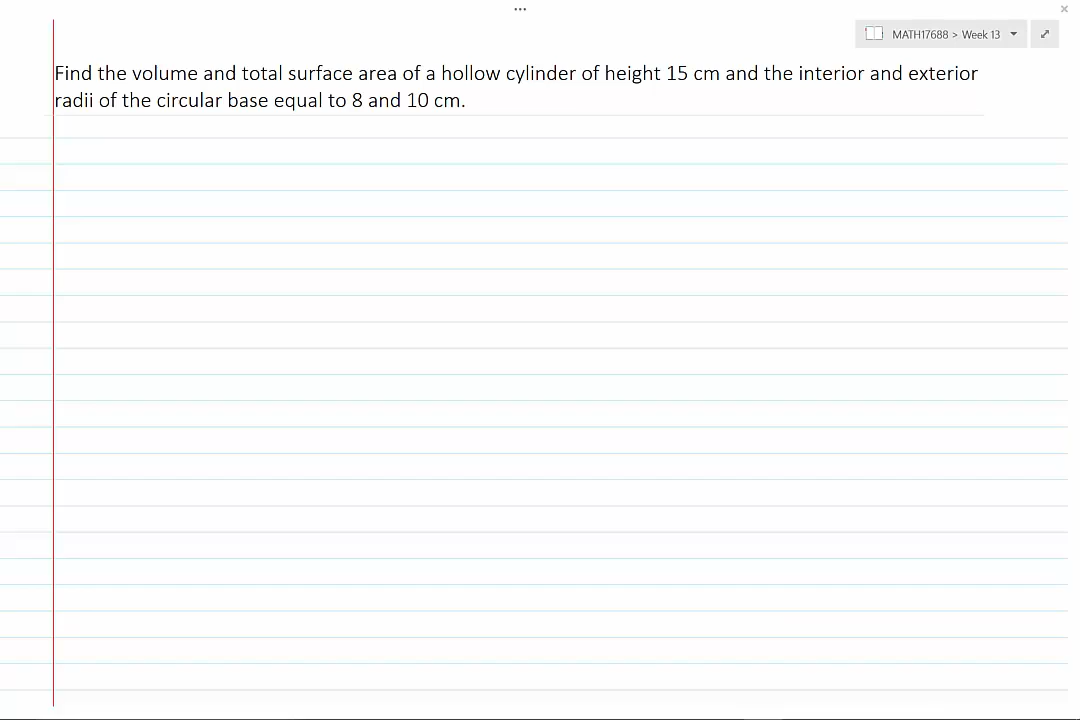 MATH17688 > Week 13
Find the volume and total surface area of a hollow cylinder of height 15 cm and the interior and exterior
radii of the circular base equal to 8 and 10 cm.